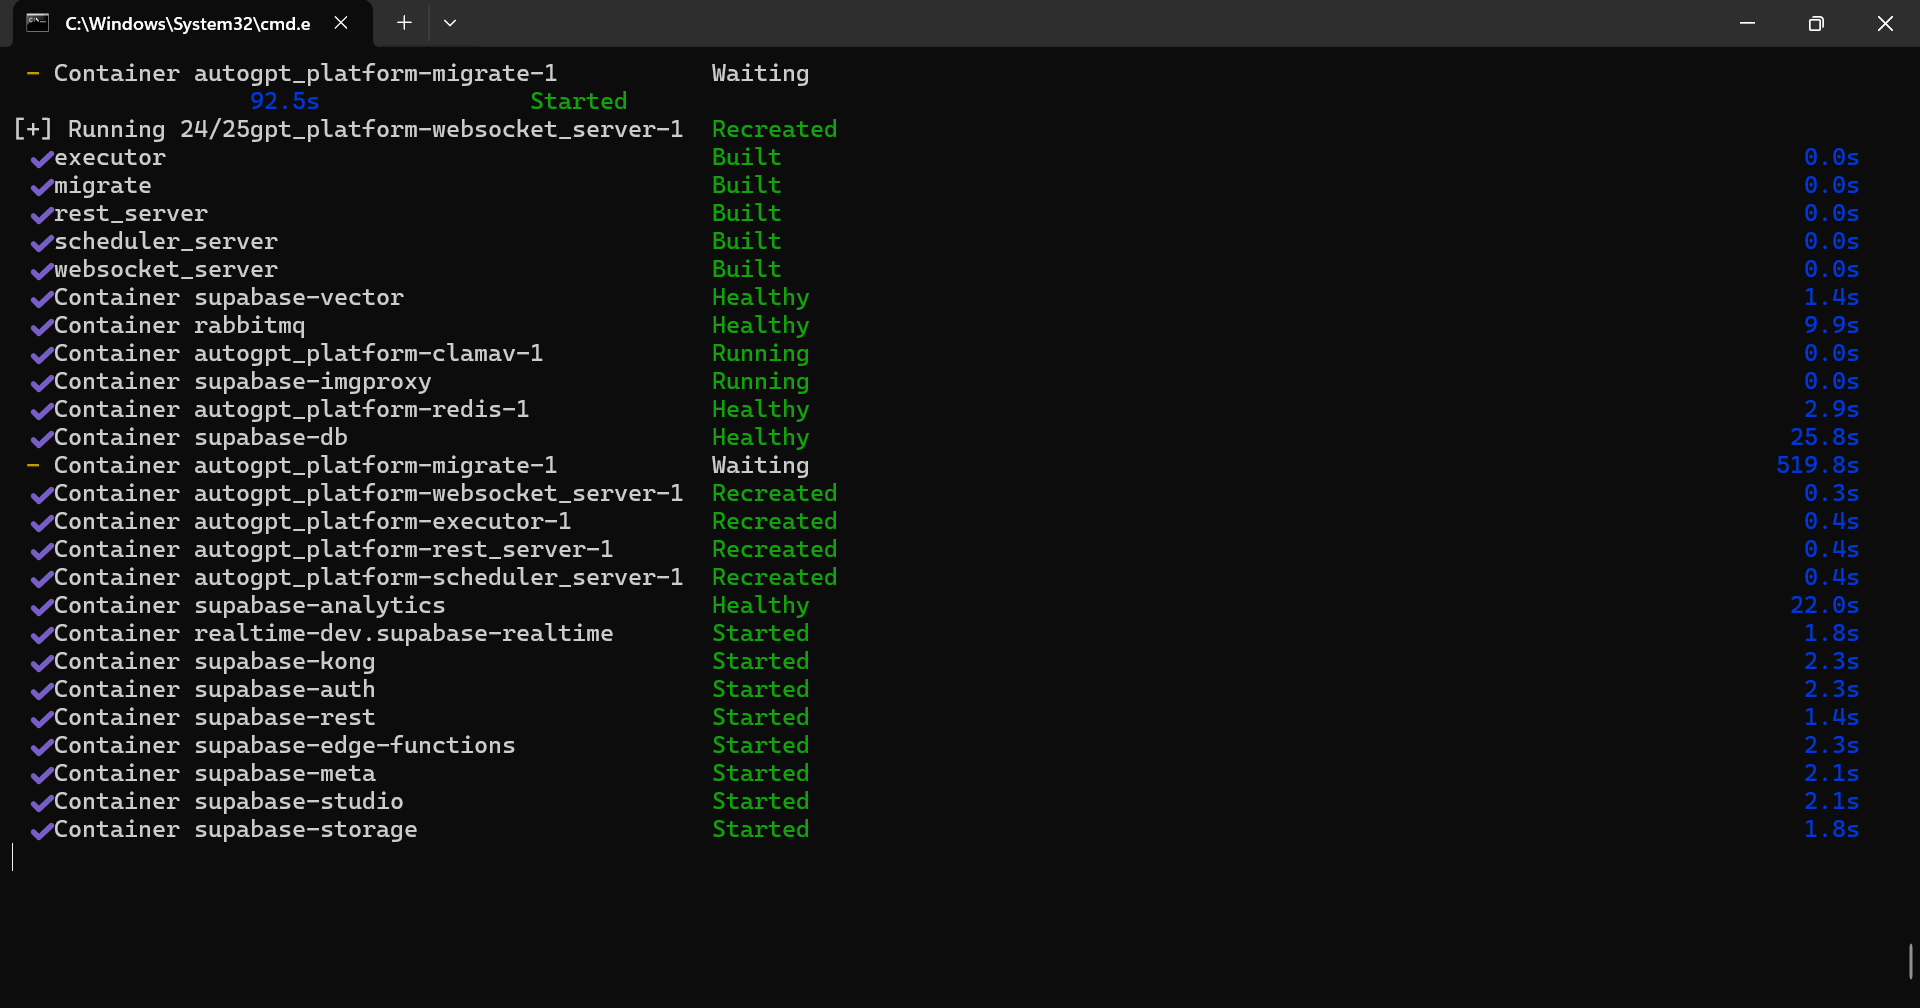 C:\Windows\System32\cmd.e
- Container autogpt_platform-migrate-1 Waiting
92.5s Started
[+] Running 24/25gpt_platform-websocket_server-1 Recreated
✔executor Built 0.0s
✔migrate Built 0.0s
✔rest_server Built 0.0s
✔scheduler_server Built 0.0s
✔websocket_server Built 0.0s
✔Container supabase-vector Healthy 1.4s
✔Container rabbitmq Healthy 9.9s
✔Container autogpt_platform-clamav-1 Running 0.0s
✔Container supabase-imgproxy Running 0.0s
✔Container autogpt_platform-redis-1 Healthy 2.9s
✔Container supabase-db Healthy 25.8s
- Container autogpt_platform-migrate-1 Waiting 519.8s
✔Container autogpt_platform-websocket_server-1 Recreated 0.3s
✔Container autogpt_platform-executor-1 Recreated 0.4s
✔Container autogpt_platform-rest_server-1 Recreated 0.4s
✔Container autogpt_platform-scheduler_server-1 Recreated 0.4s
✔Container supabase-analytics Healthy 22.0s
✔Container realtime-dev.supabase-realtime Started 1.8s
✔Container supabase-kong Started 2.3s
✔Container supabase-auth Started 2.3s
✔Container supabase-rest Started 1.4s
✔Container supabase-edge-functions Started 2.3s
✔Container supabase-meta Started 2.1s
✔Container supabase-studio Started 2.1s
✔Container supabase-storage Started 1.8s